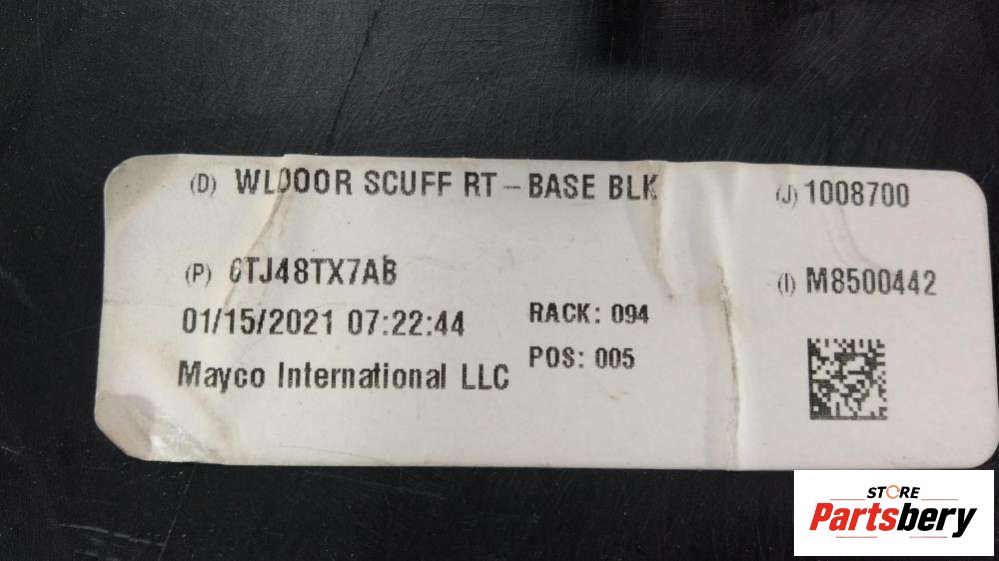 (D) WLDOOR SCUFF RT - BASE BLK
(J) 1008700
(P) 6TJ48TX7AB
(I) M8500442
01/15/2021 07:22:44
RACK: 094
Mayco International LLC
POS: 005
STORE
Partsbery